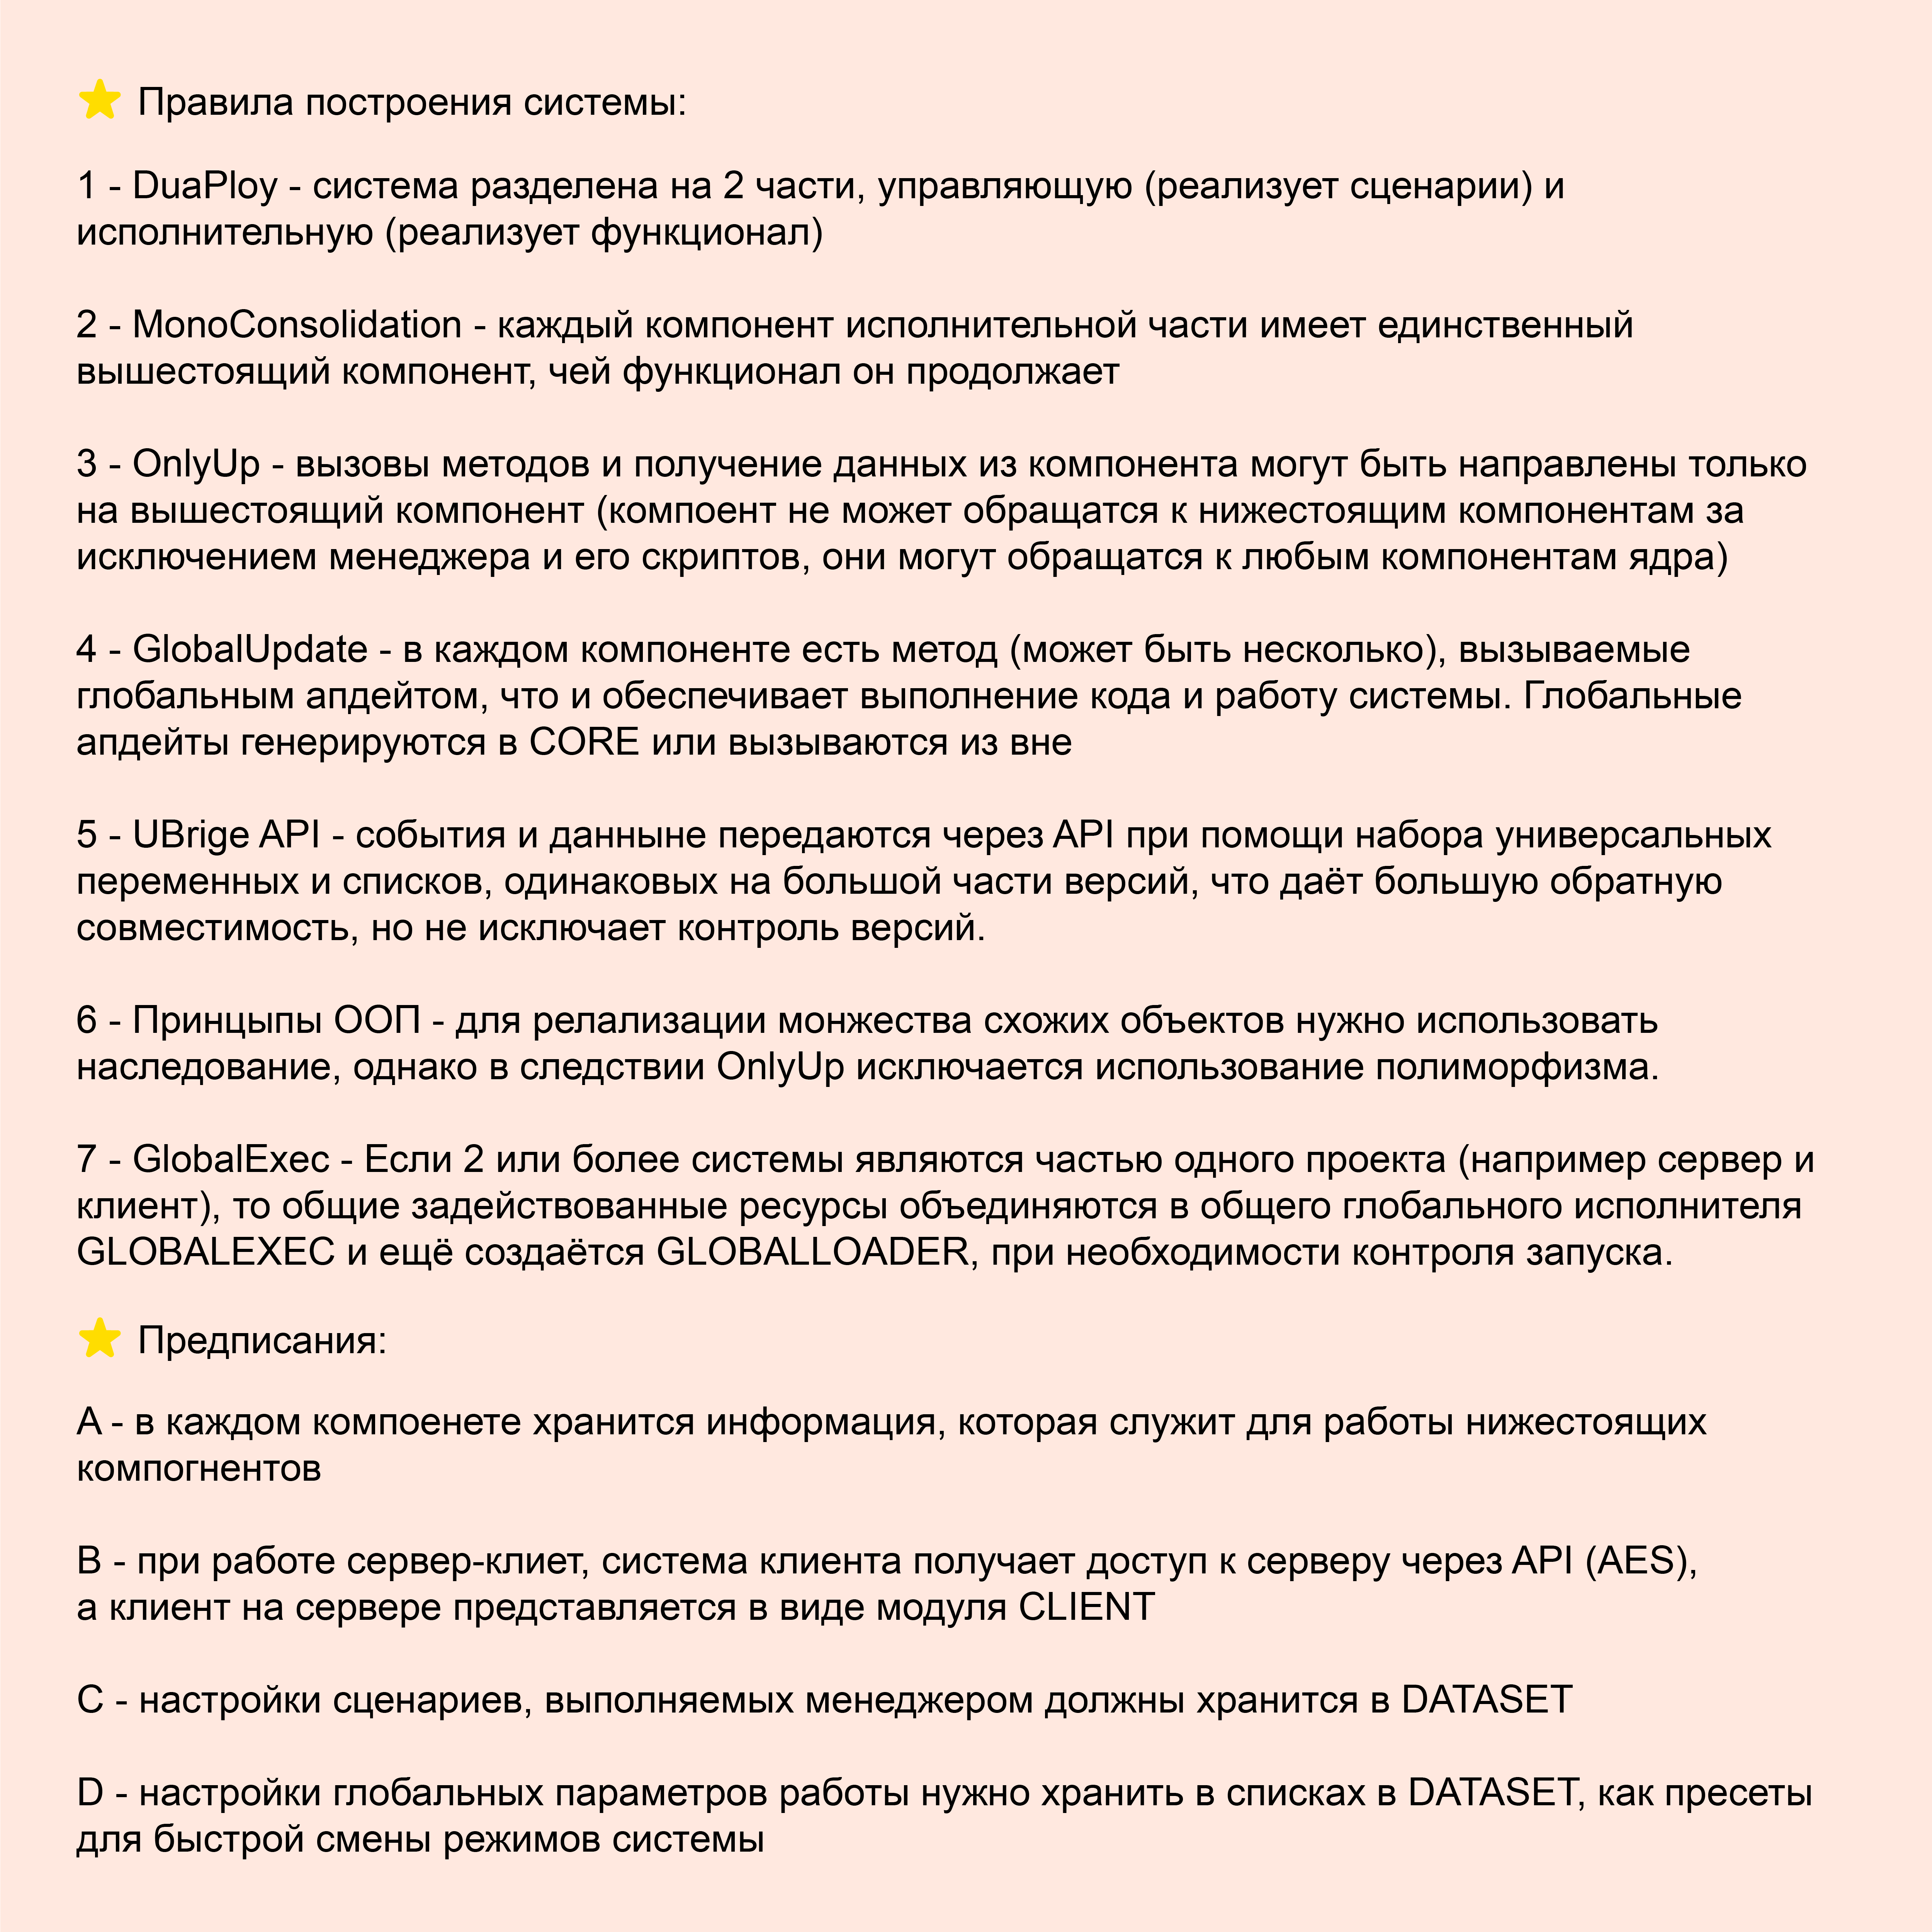 Правила построения системы:
1 - DuaPloy - система разделена на 2 части, управляющую (реализует сценарии) и
исполнительную (реализует функционал)
2 - MonoConsolidation - каждый компонент исполнительной части имеет единственный
вышестоящий компонент, чей функционал он продолжает
3 - OnlyUp - вызовы методов и получение данных из компонента могут быть направлены только
на вышестоящий компонент (компоент не может обращатся к нижестоящим компонентам за
исключением менеджера и его скриптов, они могут обращатся к любым компонентам ядра)
4 - GlobalUpdate - в каждом компоненте есть метод (может быть несколько), вызываемые
глобальным апдейтом, что и обеспечивает выполнение кода и работу системы. Глобальные
апдейты генерируются в CORE или вызываются из вне
5 - UBrige API - события и данныне передаются через API при помощи набора универсальных
переменных и списков, одинаковых на большой части версий, что даёт большую обратную
совместимость, но не исключает контроль версий.
6 - Принцыпы ООП - для релализации монжества схожих объектов нужно использовать
наследование, однако в следствии OnlyUp исключается использование полиморфизма.
7 - GlobalExec - Если 2 или более системы являются частью одного проекта (например сервер и
клиент), то общие задействованные ресурсы объединяются в общего глобального исполнителя
GLOBALEXEC и ещё создаётся GLOBALLOADER, при необходимости контроля запуска.
Предписания:
A - в каждом компоенете хранится информация, которая служит для работы нижестоящих
компогнентов
B - при работе сервер-клиет, система клиента получает доступ к серверу через API (AES),
а клиент на сервере представляется в виде модуля CLIENT
C - настройки сценариев, выполняемых менеджером должны хранится в DATASET
D - настройки глобальных параметров работы нужно хранить в списках в DATASET, как пресеты
для быстрой смены режимов системы